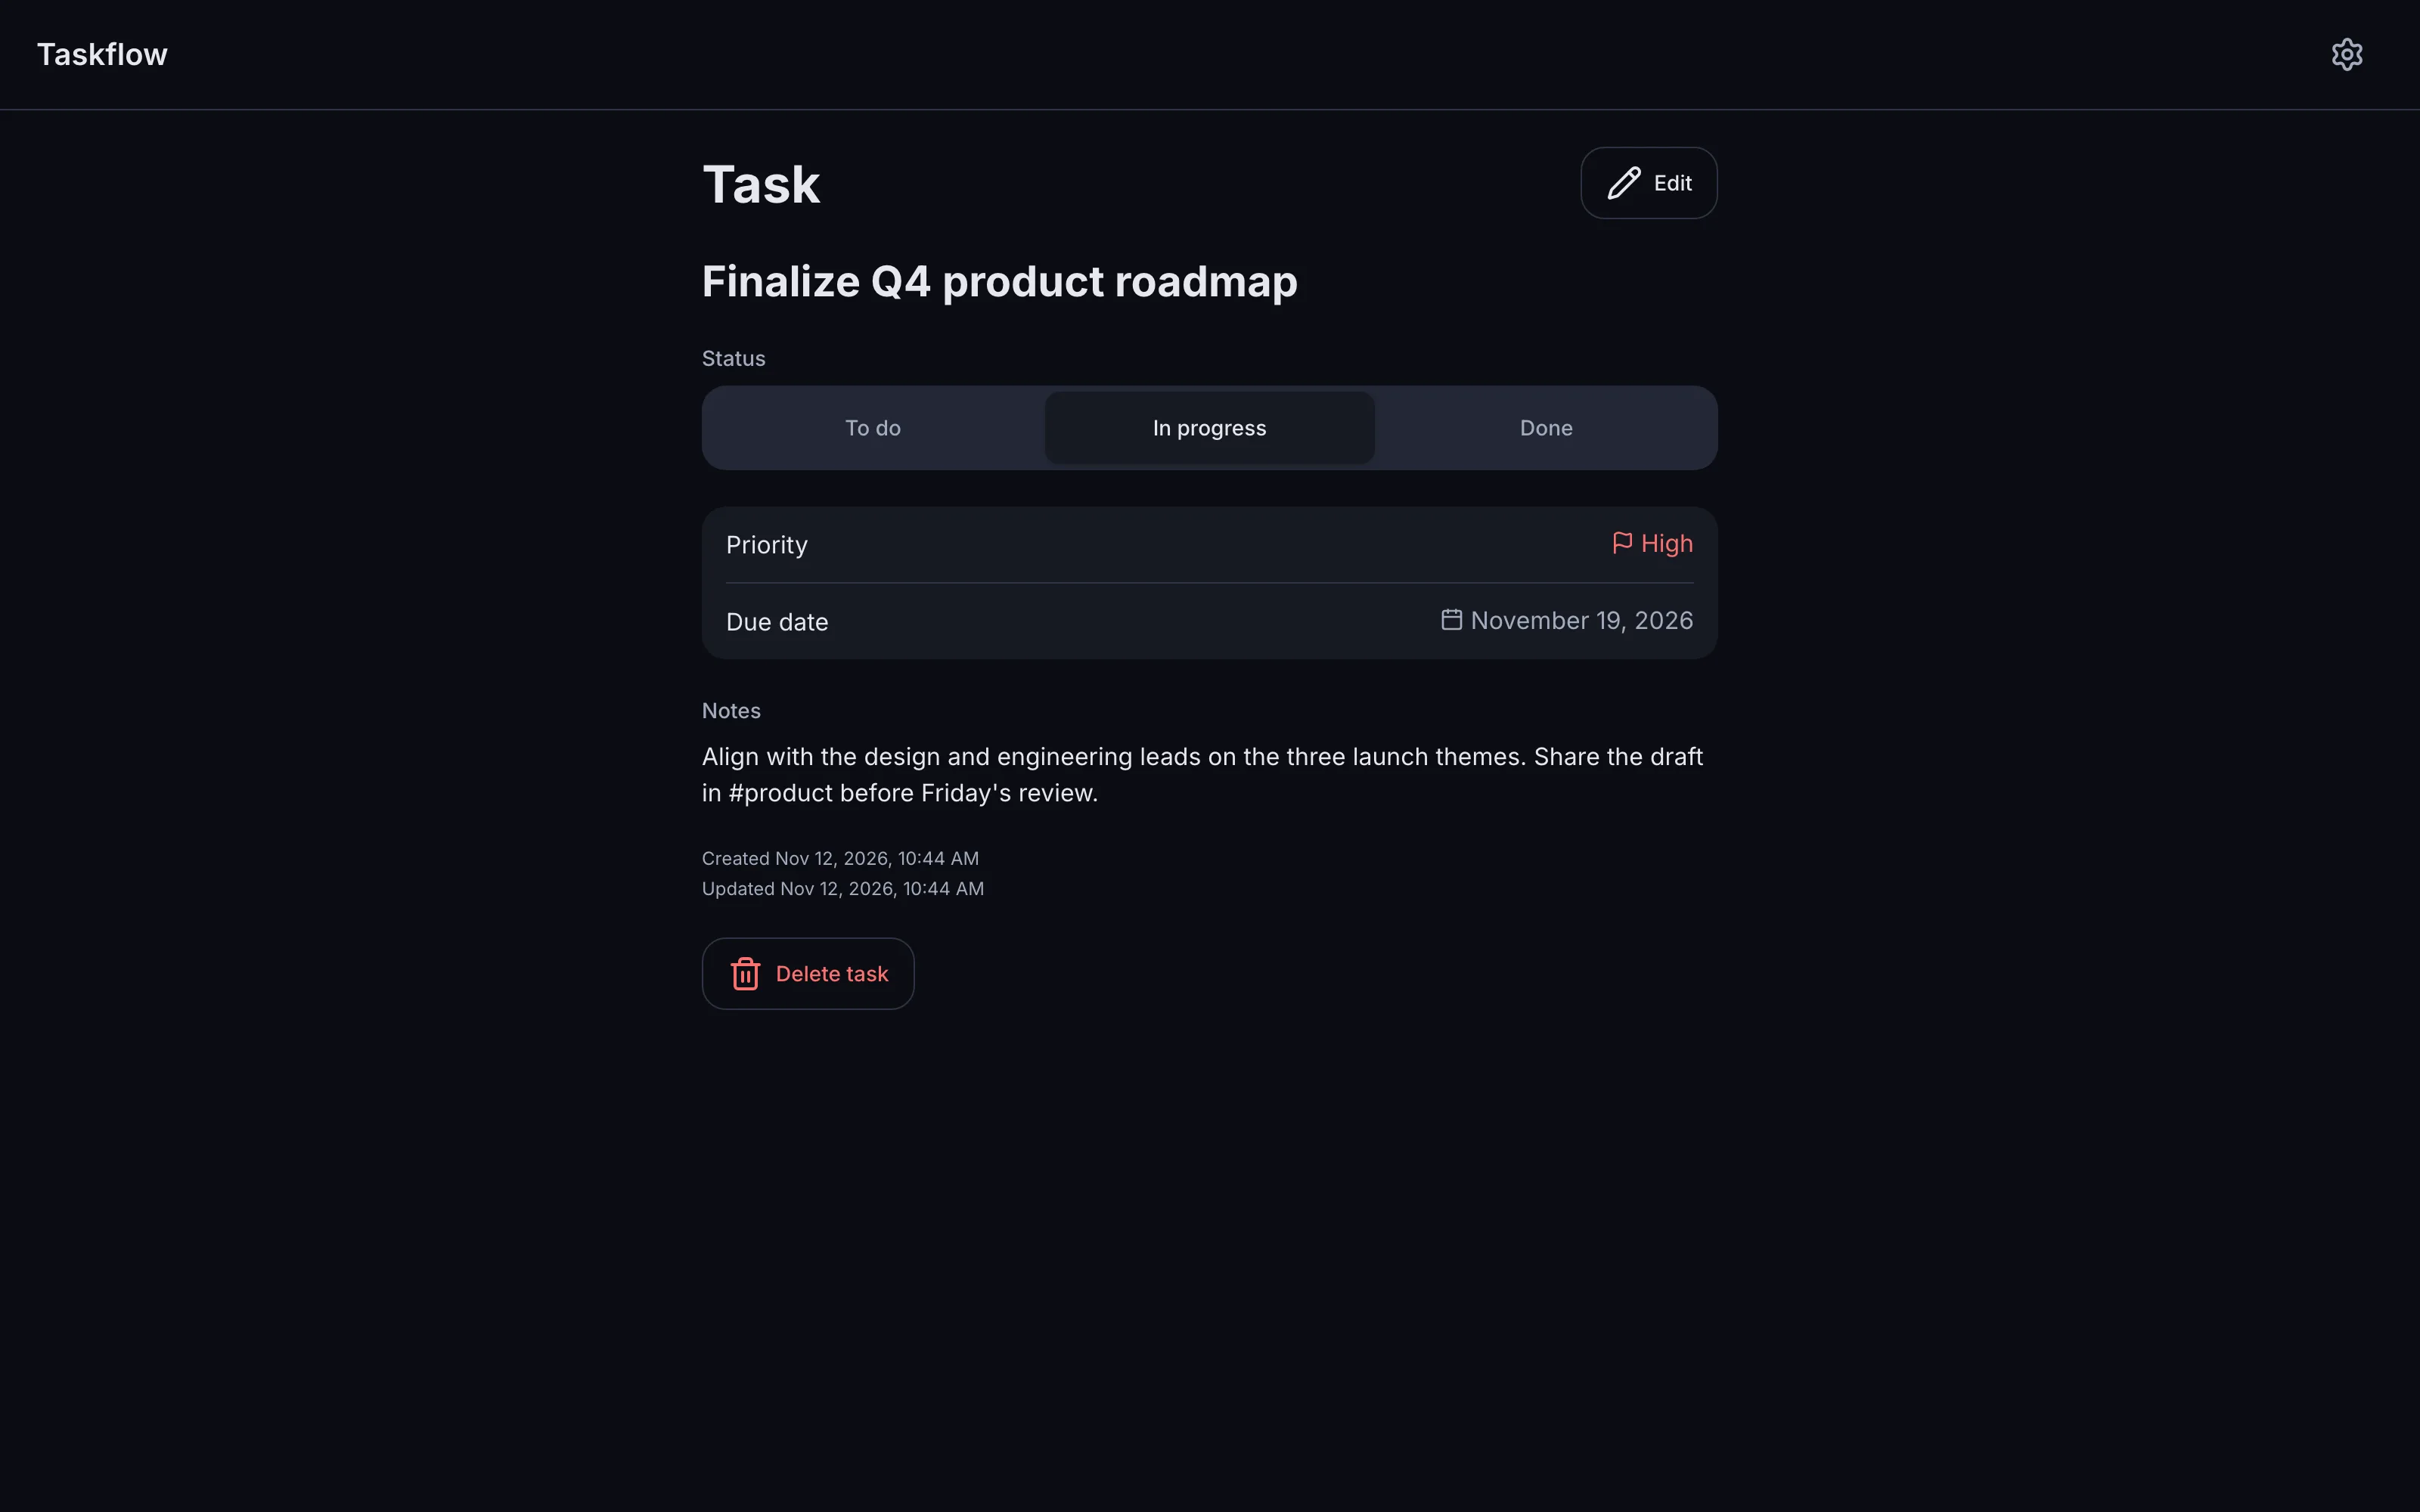 Taskflow
Task
Edit
Finalize Q4 product roadmap
Status
To do
In progress
Done
Priority
High
Due date
November 19, 2026
Notes
Align with the design and engineering leads on the three launch themes. Share the draft
in #product before Friday's review.
Created Nov 12, 2026, 10:44 AM
Updated Nov 12, 2026, 10:44 AM
Delete task